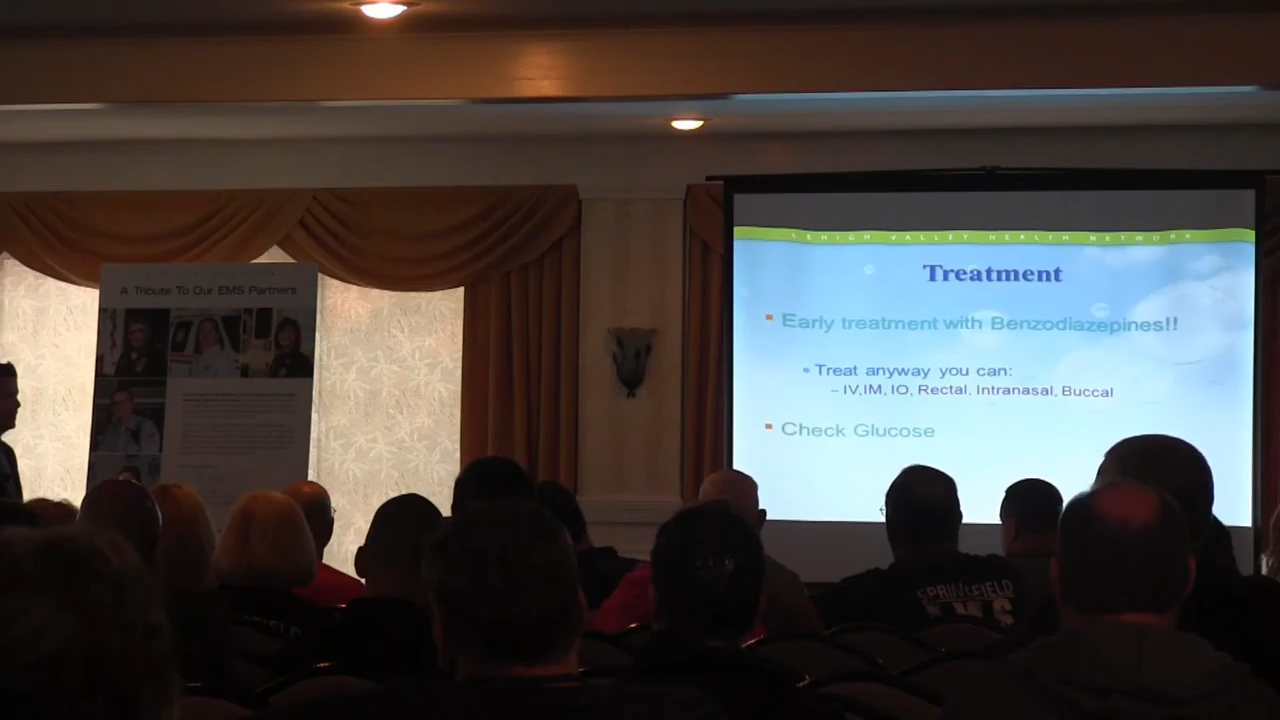 A Tribute To Our EMS Partners
LEHIGH VALLEY HEALTH NETWORK
Treatment
Early treatment with Benzodiazepines!!
Treat anyway you can:
– IV,IM, IO, Rectal, Intranasal, Buccal
Check Glucose
SPRINGFIELD
EMS